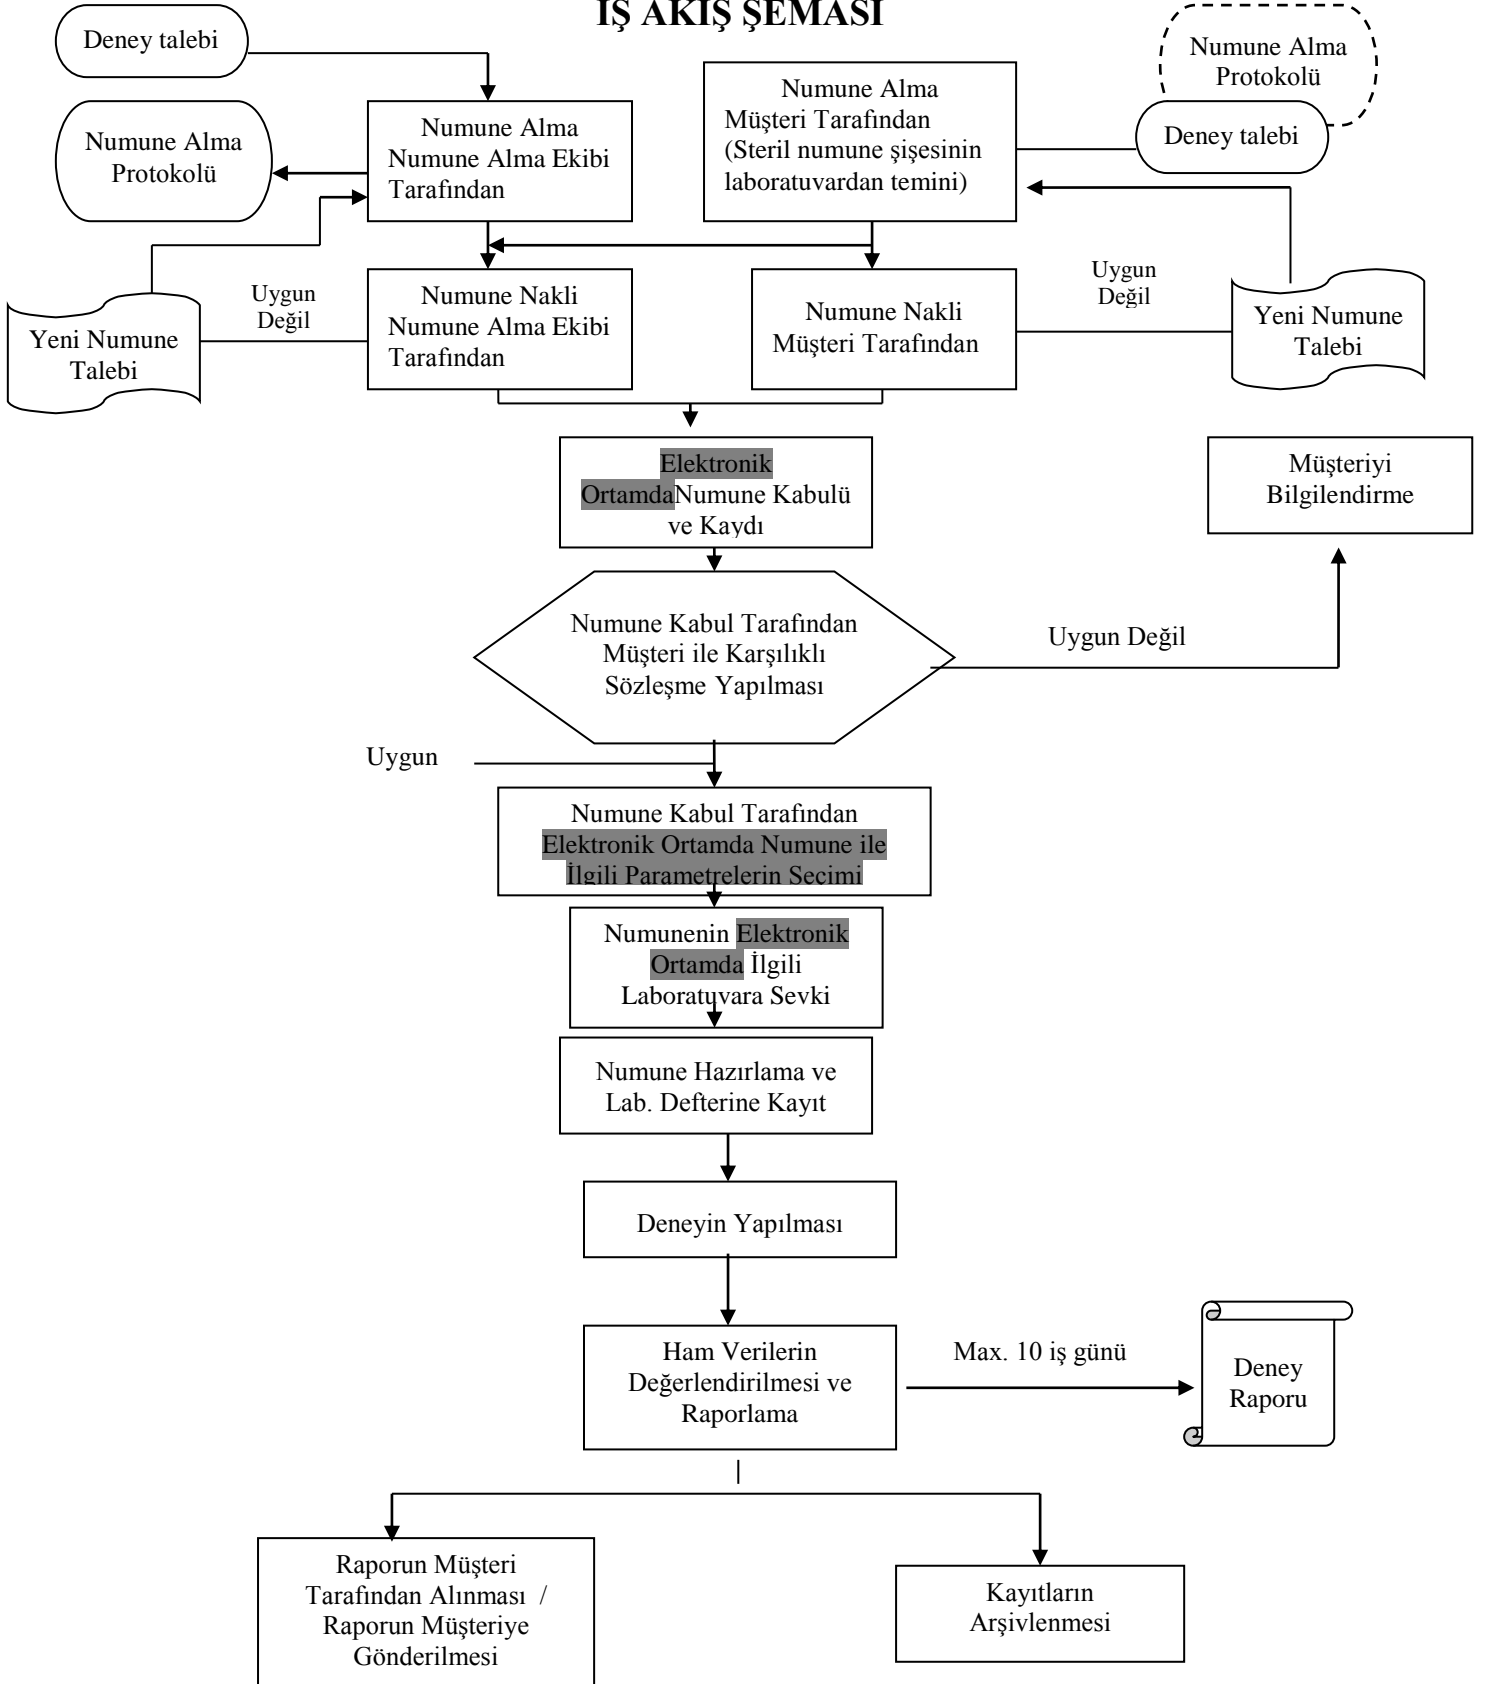 İŞ AKIŞ ŞEMASI
Deney talebi
Numune Alma
Protokolü
Numune Alma
Protokolü
Numune Alma
Numune Alma Ekibi
Tarafından
Numune Alma
Müşteri Tarafından
(Steril numune şişesinin
laboratuvardan temini)
Deney talebi
Uygun
Değil
Numune Nakli
Numune Alma Ekibi
Tarafından
Numune Nakli
Müşteri Tarafından
Uygun
Değil
Yeni Numune
Talebi
Yeni Numune
Talebi
Elektronik
OrtamdaNumune Kabulü
ve Kaydı
Müşteriyi
Bilgilendirme
Numune Kabul Tarafından
Müşteri ile Karşılıklı
Sözleşme Yapılması
Uygun Değil
Uygun
Numune Kabul Tarafından
Elektronik Ortamda Numune ile
İlgili Parametrelerin Seçimi
Numunenin Elektronik
Ortamda İlgili
Laboratuvara Sevki
Numune Hazırlama ve
Lab. Defterine Kayıt
Deneyin Yapılması
Ham Verilerin
Değerlendirilmesi ve
Raporlama
Max. 10 iş günü
Deney
Raporu
Raporun Müşteri
Tarafından Alınması /
Raporun Müşteriye
Gönderilmesi
Kayıtların
Arşivlenmesi